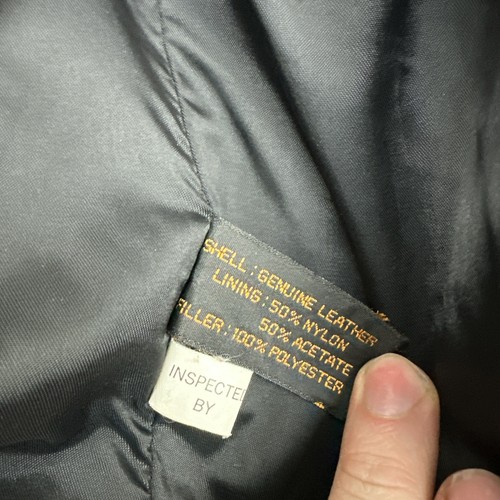 SHELL: GENUINE LEATHER
LINING: 50% NYLON
50% ACETATE
FILLER: 100% POLYESTER
INSPECTED
BY